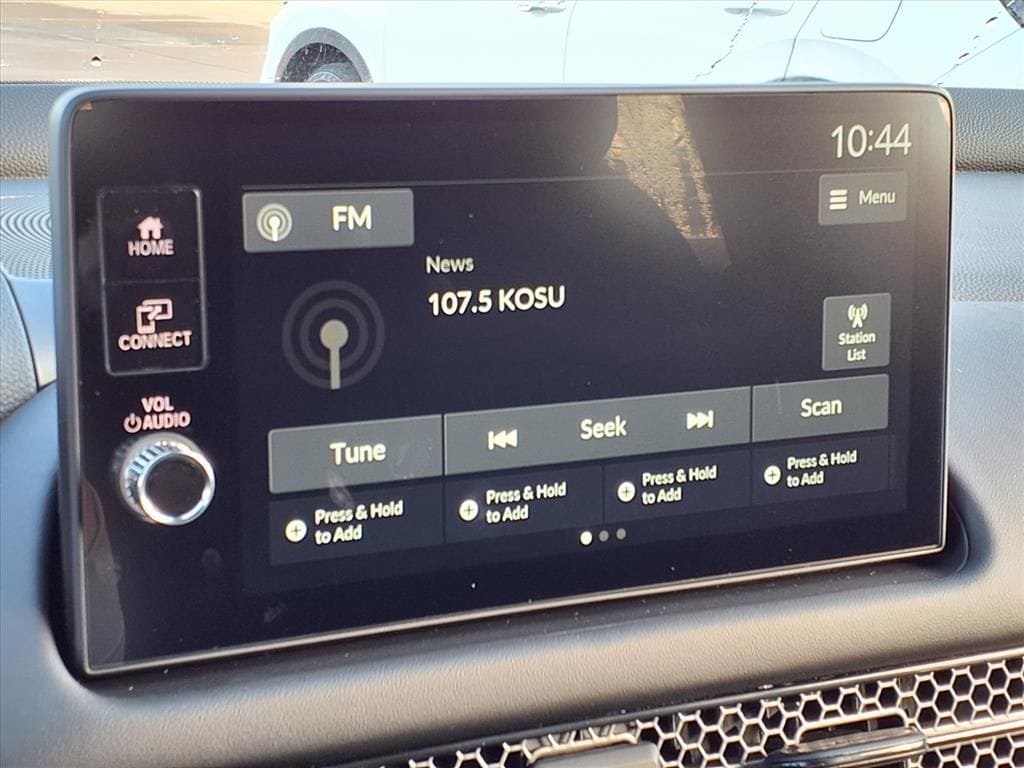 10:44
HOME
FM
Menu
News
107.5 KOSU
CONNECT
Station
List
VOL
AUDIO
Tune
Seek
Scan
Press & Hold
to Add
Press & Hold
to Add
Press & Hold
to Add
Press & Hold
to Add